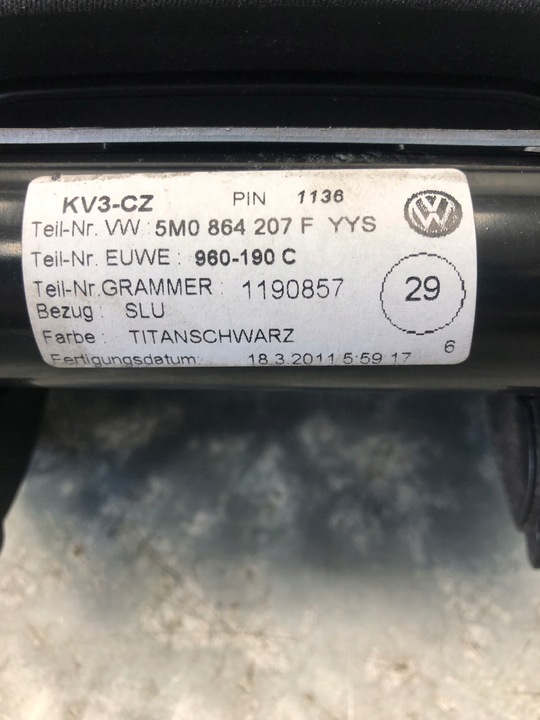 KV3-CZ PIN 1136
Teil-Nr. VW : 5M0 864 207 F YYS
Teil-Nr. EUWE : 960-190 C
Teil-Nr. GRAMMER : 1190857
29
Bezug : SLU
Farbe : TITANSCHWARZ
6
Fertigungsdatum: 18.3.2011 5:59 17